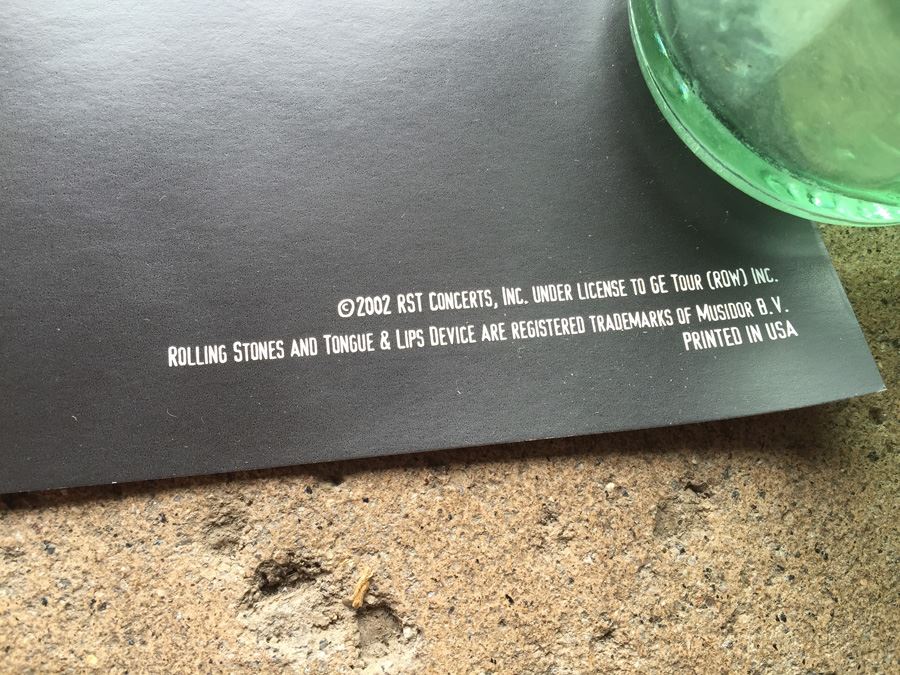 ©2002 RST Concerts, Inc. under license to GE Tour (ROW) Inc.
Rolling Stones and Tongue & Lips Device are registered trademarks of Musidor B.V.
Printed in USA